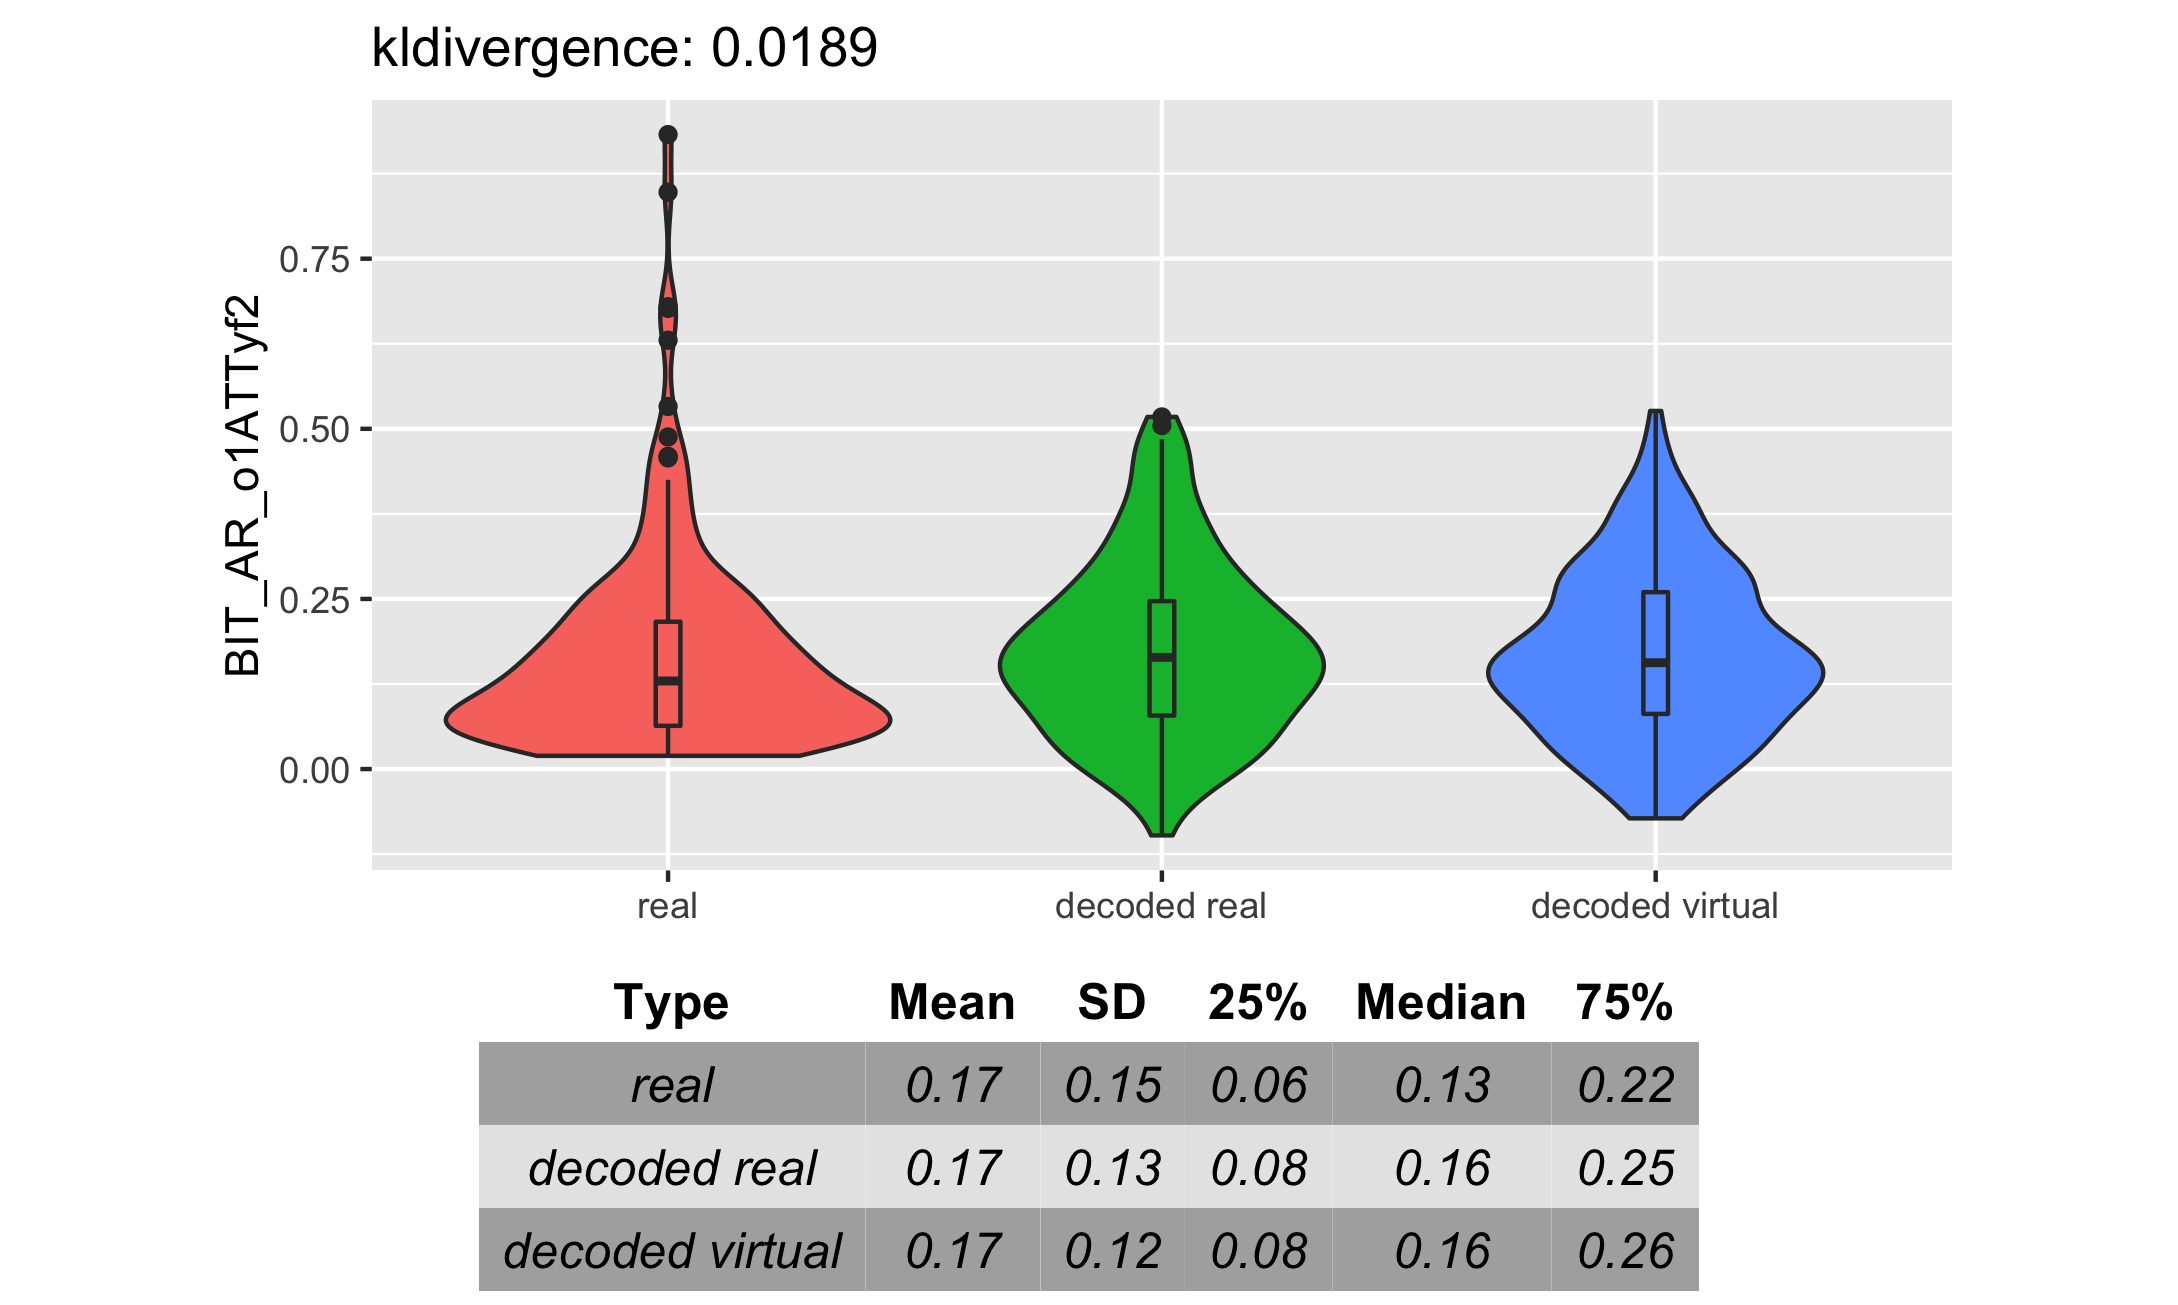 kldivergence: 0.0189
BIT_AR_o1ATTyf2
0.75
0.50
0.25
0.00
real decoded real decoded virtual
Type Mean SD 25% Median 75%
real 0.17 0.15 0.06 0.13 0.22
decoded real 0.17 0.13 0.08 0.16 0.25
decoded virtual 0.17 0.12 0.08 0.16 0.26